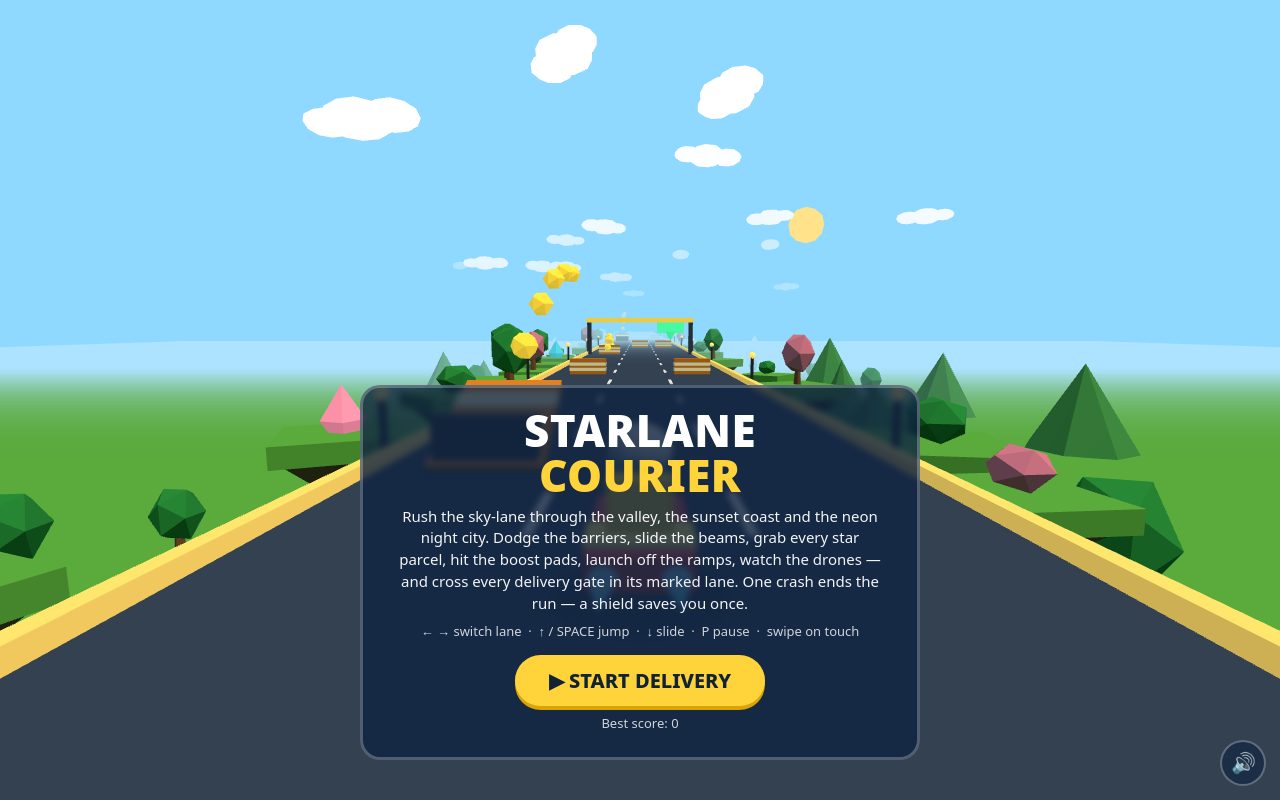 STARLANE
COURIER
Rush the sky-lane through the valley, the sunset coast and the neon
night city. Dodge the barriers, slide the beams, grab every star
parcel, hit the boost pads, launch off the ramps, watch the drones —
and cross every delivery gate in its marked lane. One crash ends the
run — a shield saves you once.
← → switch lane · ↑ / SPACE jump · ↓ slide · P pause · swipe on touch
▶ START DELIVERY
Best score: 0